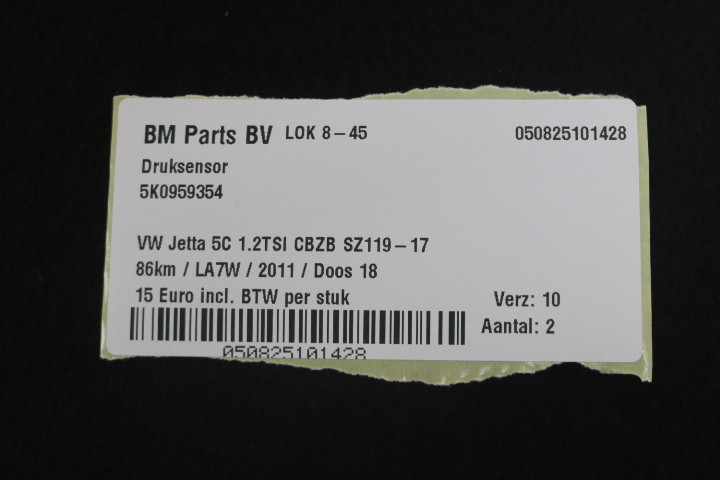 BM Parts BV LOK 8-45 050825101428
Druksensor
5K0959354
VW Jetta 5C 1.2TSI CBZB SZ119-17
86km / LA7W / 2011 / Doos 18
15 Euro incl. BTW per stuk Verz: 10
Aantal: 2
050825101428